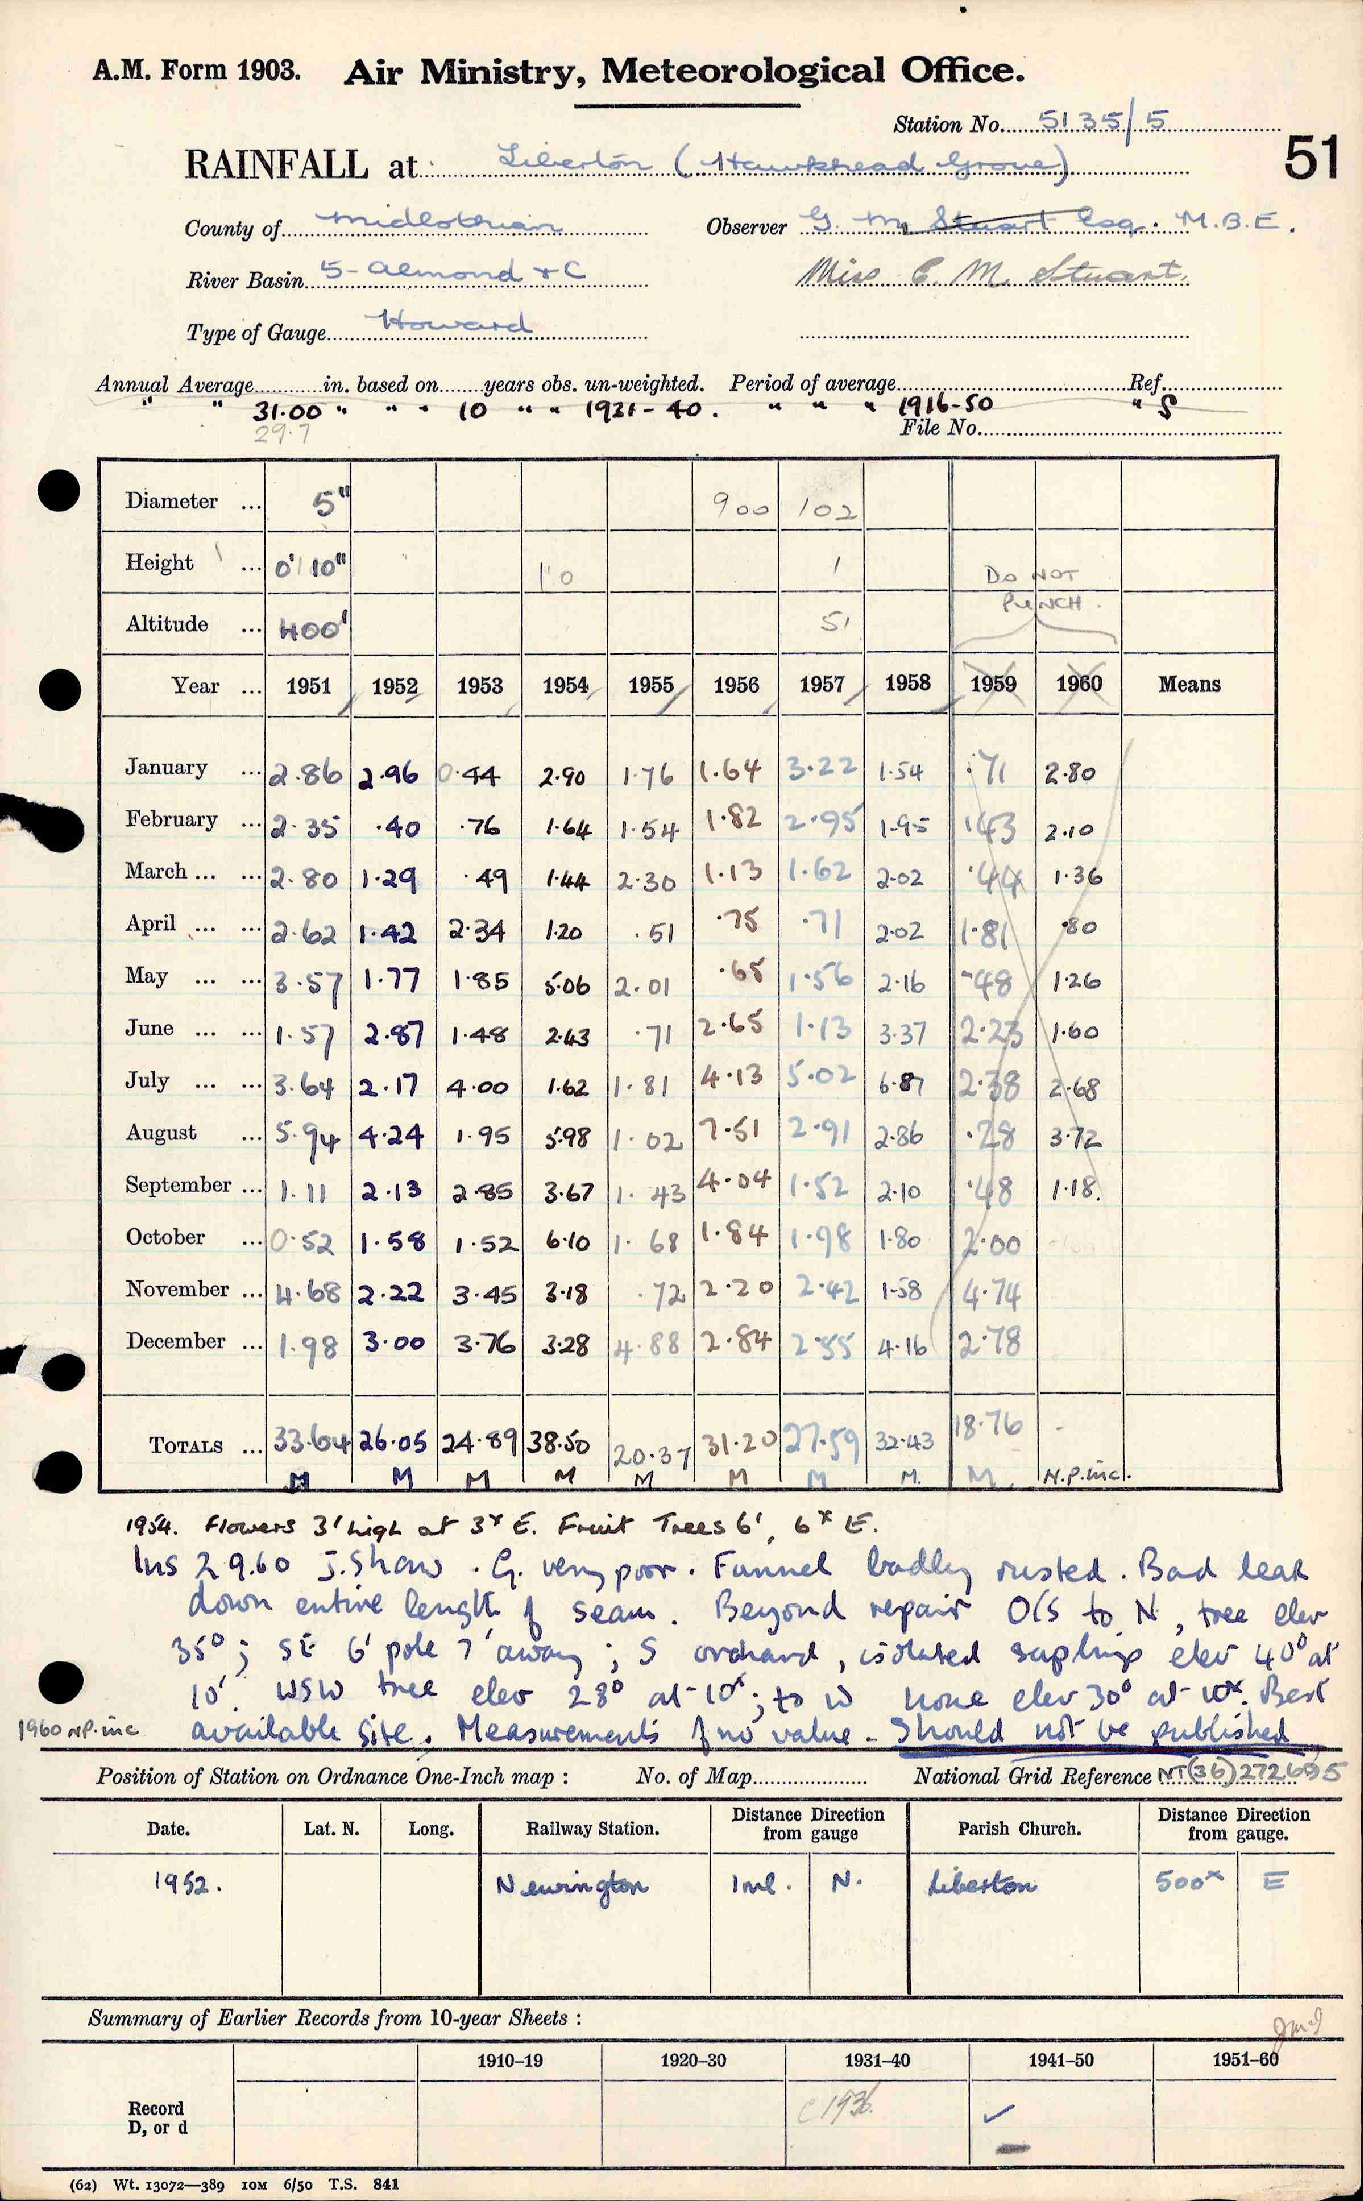 A.M. Form 1903. Air Ministry, Meteorological Office.
Station No. 5135/5
51
RAINFALL at Liberton (Hawkhead Grove)
County of Midlothian Observer G. M. Stuart Esq. M.B.E.
River Basin 5-Almond + C Miss C. M. Stuart.
Type of Gauge Howard
Annual Average in. based on years obs. un-weighted. Period of average Ref.
" " 31.00 " " " 10 " " 1931-40. " " " 1916-50 " S
29.7 File No.
Diameter ... 5" 900 102
Height ... 0' 10" 1'0 1 DO NOT
Altitude ... 400' 51 PUNCH.
Year ... 1951 1952 1953 1954 1955 1956 1957 1958 1959 1960 Means
January ... 2.86 2.96 0.44 2.90 1.76 1.64 3.22 1.54 .71 2.80
February ... 2.35 .40 .76 1.64 1.54 1.82 2.95 1.95 .43 2.10
March ... ... 2.80 1.29 .49 1.44 2.30 1.13 1.62 2.02 .44 1.36
April ... ... 2.62 1.42 2.34 1.20 .51 .75 .71 2.02 1.81 .80
May ... ... 3.57 1.77 1.85 5.06 2.01 .65 1.56 2.16 .48 1.26
June ... ... 1.57 2.87 1.48 2.43 .71 2.65 1.13 3.37 2.23 1.60
July ... ... 3.64 2.17 4.00 1.62 1.81 4.13 5.02 6.87 2.38 2.68
August ... 5.94 4.24 1.95 5.98 1.02 7.51 2.91 2.86 .28 3.72
September ... 1.11 2.13 2.85 3.67 1.43 4.04 1.52 2.10 .48 1.18.
October ... 0.52 1.58 1.52 6.10 1.68 1.84 1.98 1.80 2.00
November ... 4.68 2.22 3.45 3.18 .72 2.20 2.42 1.58 4.74
December ... 1.98 3.00 3.76 3.28 4.88 2.84 2.55 4.16 2.78
TOTALS ... 33.64 26.05 24.89 38.50 20.37 31.20 27.59 32.43 18.76 -
M M M M M M M M. M. N.P.inc.
1954. Flowers 3' high at 3x E. Fruit Trees 6', 6x E.
Ins 2 9.60 J. Shaw. G. very poor. Funnel badly rusted. Bad leak
down entire length of seam. Beyond repair O/S to N, tree elev
35°; SE 6' pole 7' away; S orchard, isolated sapling elev 40° at
10'. WSW tree elev 28° at 10x; to W house elev 30° at 10x. Best
1960 N.P. inc available site. Measurements of no value - Should not be published
Position of Station on Ordnance One-Inch map : No. of Map National Grid Reference NT(36)272695
Date. Lat. N. Long. Railway Station. Distance Direction from gauge Parish Church. Distance Direction from gauge.
1952. Newington 1ml. N. Liberton 500x E
Summary of Earlier Records from 10-year Sheets :
1910–19 1920–30 1931–40 1941–50 1951–60
Record c 1936. ✓
D, or d
(62) Wt. 13072—389 10M 6/50 T.S. 841